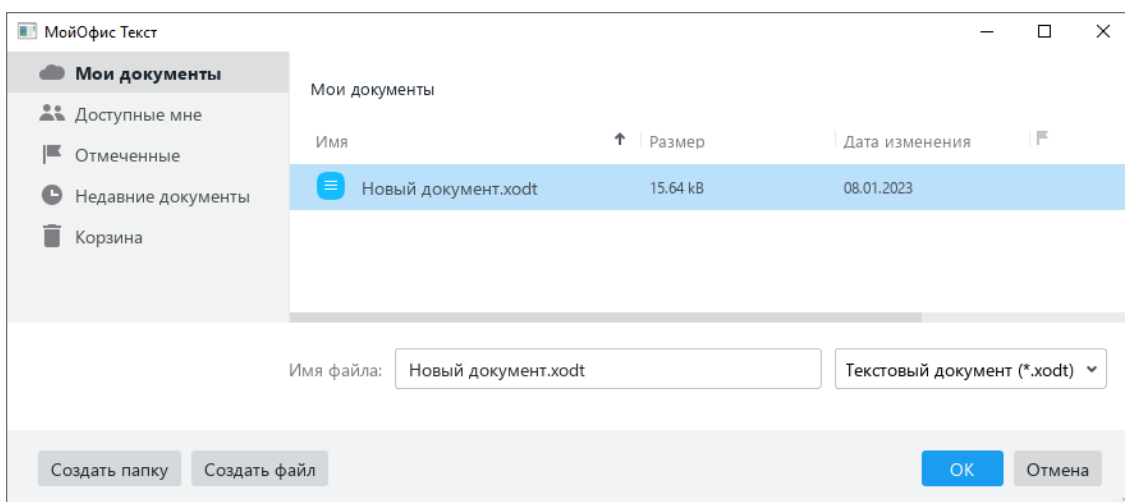 МойОфис Текст
Мои документы
Доступные мне
Отмеченные
Недавние документы
Корзина
Мои документы
Имя Размер Дата изменения
Новый документ.xodt 15.64 kB 08.01.2023
Имя файла: Новый документ.xodt Текстовый документ (*.xodt)
Создать папку Создать файл OK Отмена